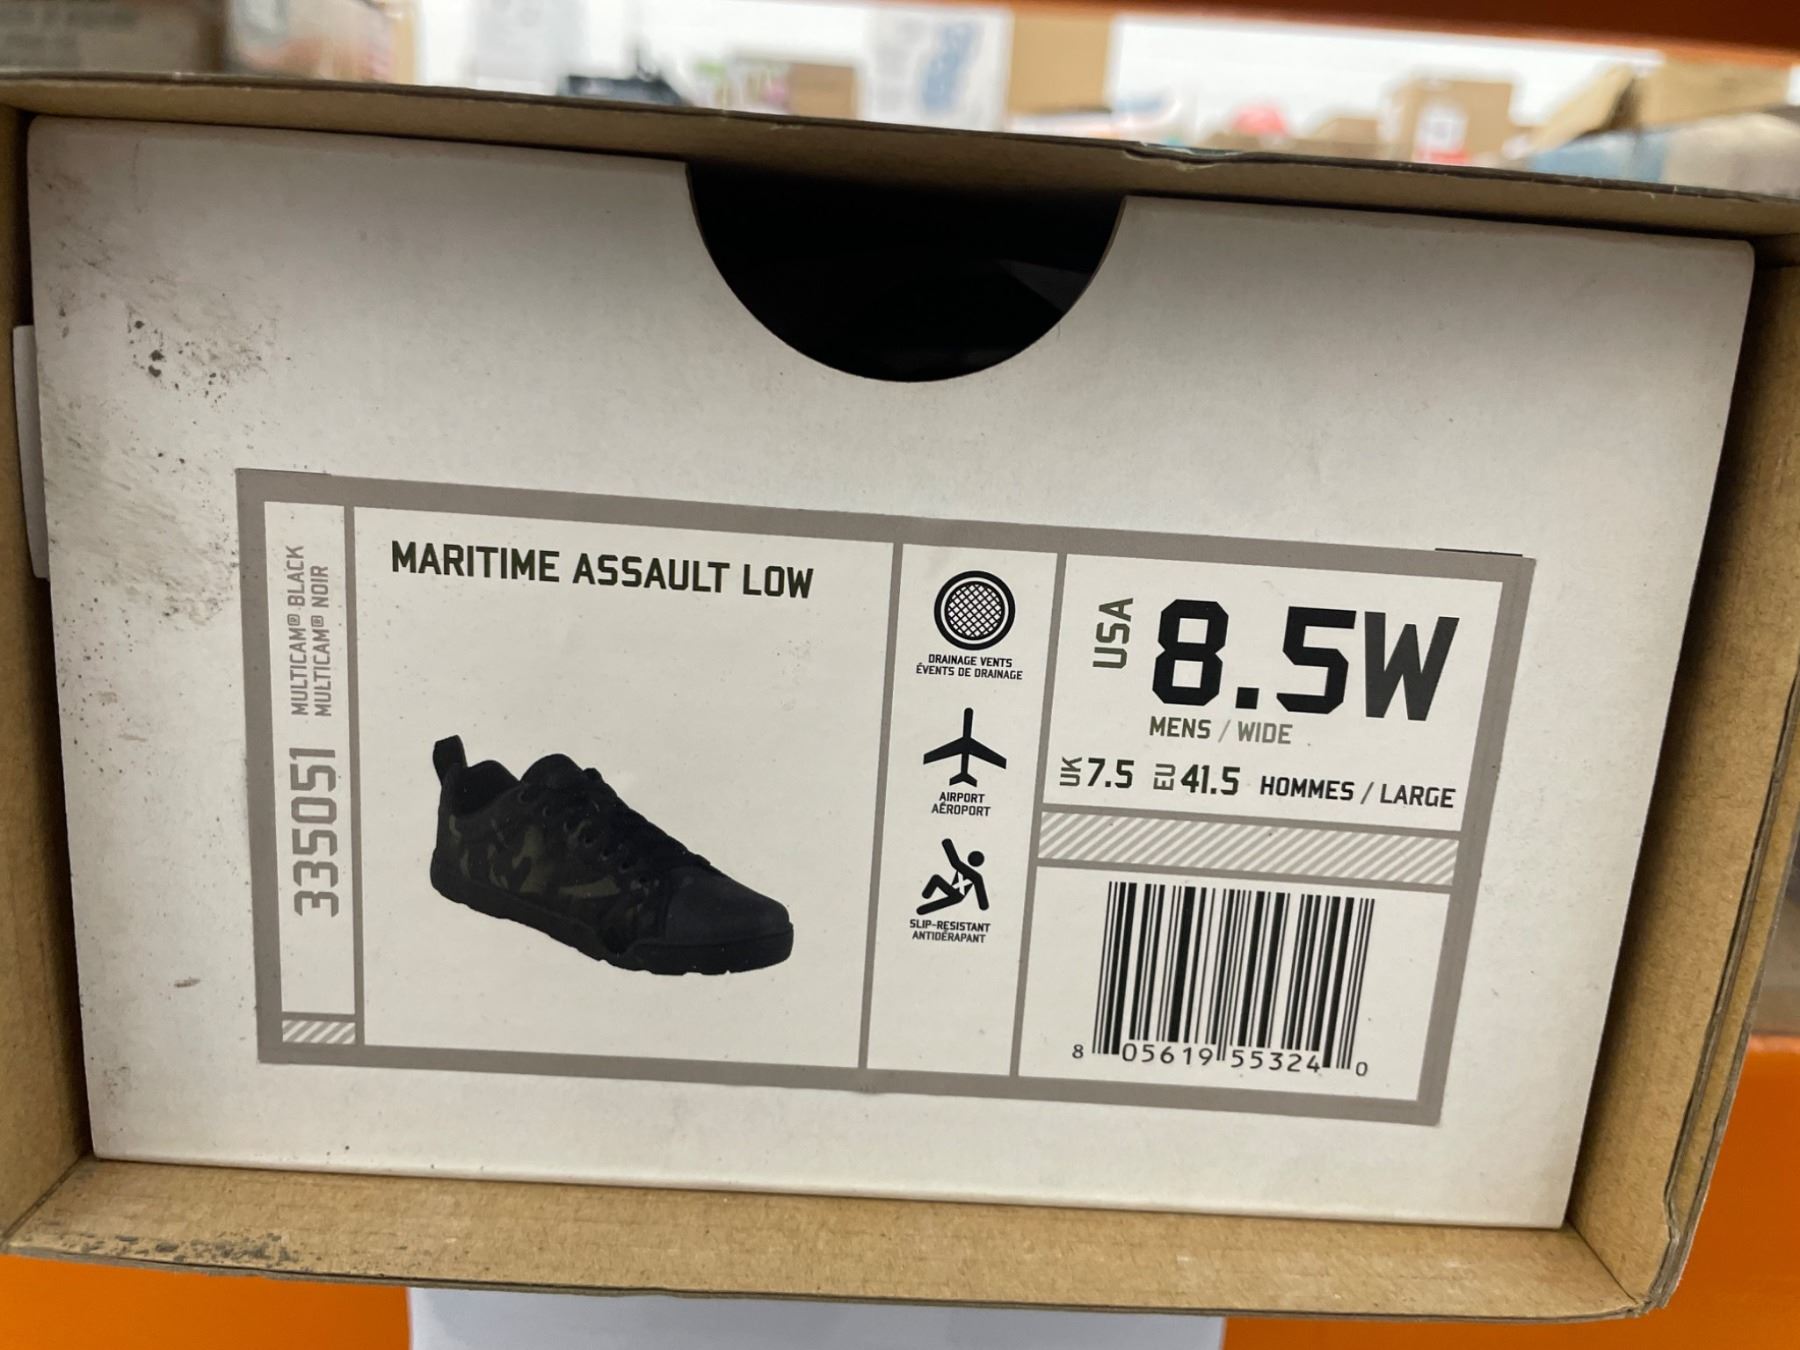 MULTICAM® BLACK
MULTICAM® NOIR
335051
MARITIME ASSAULT LOW
DRAINAGE VENTS
ÉVENTS DE DRAINAGE
AIRPORT
AÉROPORT
SLIP-RESISTANT
ANTIDÉRAPANT
USA 8.5W
MENS / WIDE
UK 7.5 EU 41.5 HOMMES / LARGE
8 05619 55324 0